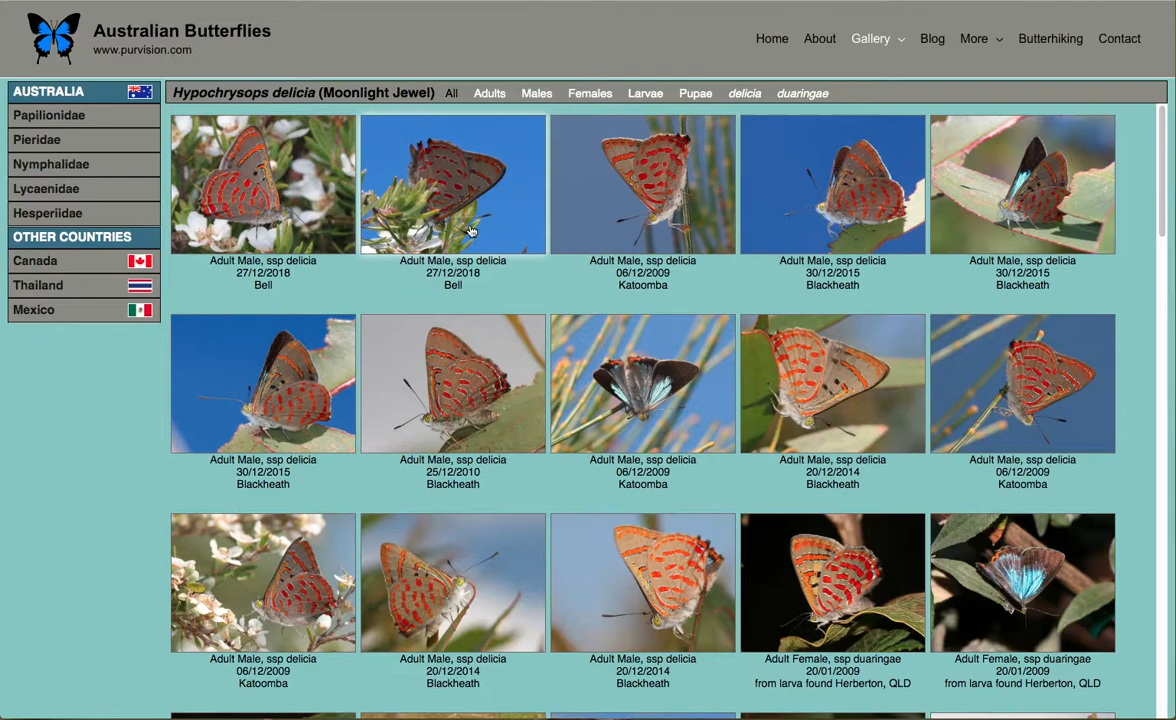 Australian Butterflies
www.purvision.com
Home About Gallery Blog More Butterhiking Contact
AUSTRALIA
Papilionidae
Pieridae
Nymphalidae
Lycaenidae
Hesperiidae
OTHER COUNTRIES
Canada
Thailand
Mexico
Hypochrysops delicia (Moonlight Jewel) All Adults Males Females Larvae Pupae delicia duaringae
Adult Male, ssp delicia
27/12/2018
Bell
Adult Male, ssp delicia
27/12/2018
Bell
Adult Male, ssp delicia
06/12/2009
Katoomba
Adult Male, ssp delicia
30/12/2015
Blackheath
Adult Male, ssp delicia
30/12/2015
Blackheath
Adult Male, ssp delicia
30/12/2015
Blackheath
Adult Male, ssp delicia
25/12/2010
Blackheath
Adult Male, ssp delicia
06/12/2009
Katoomba
Adult Male, ssp delicia
20/12/2014
Blackheath
Adult Male, ssp delicia
06/12/2009
Katoomba
Adult Male, ssp delicia
06/12/2009
Katoomba
Adult Male, ssp delicia
20/12/2014
Blackheath
Adult Male, ssp delicia
20/12/2014
Blackheath
Adult Female, ssp duaringae
20/01/2009
from larva found Herberton, QLD
Adult Female, ssp duaringae
20/01/2009
from larva found Herberton, QLD